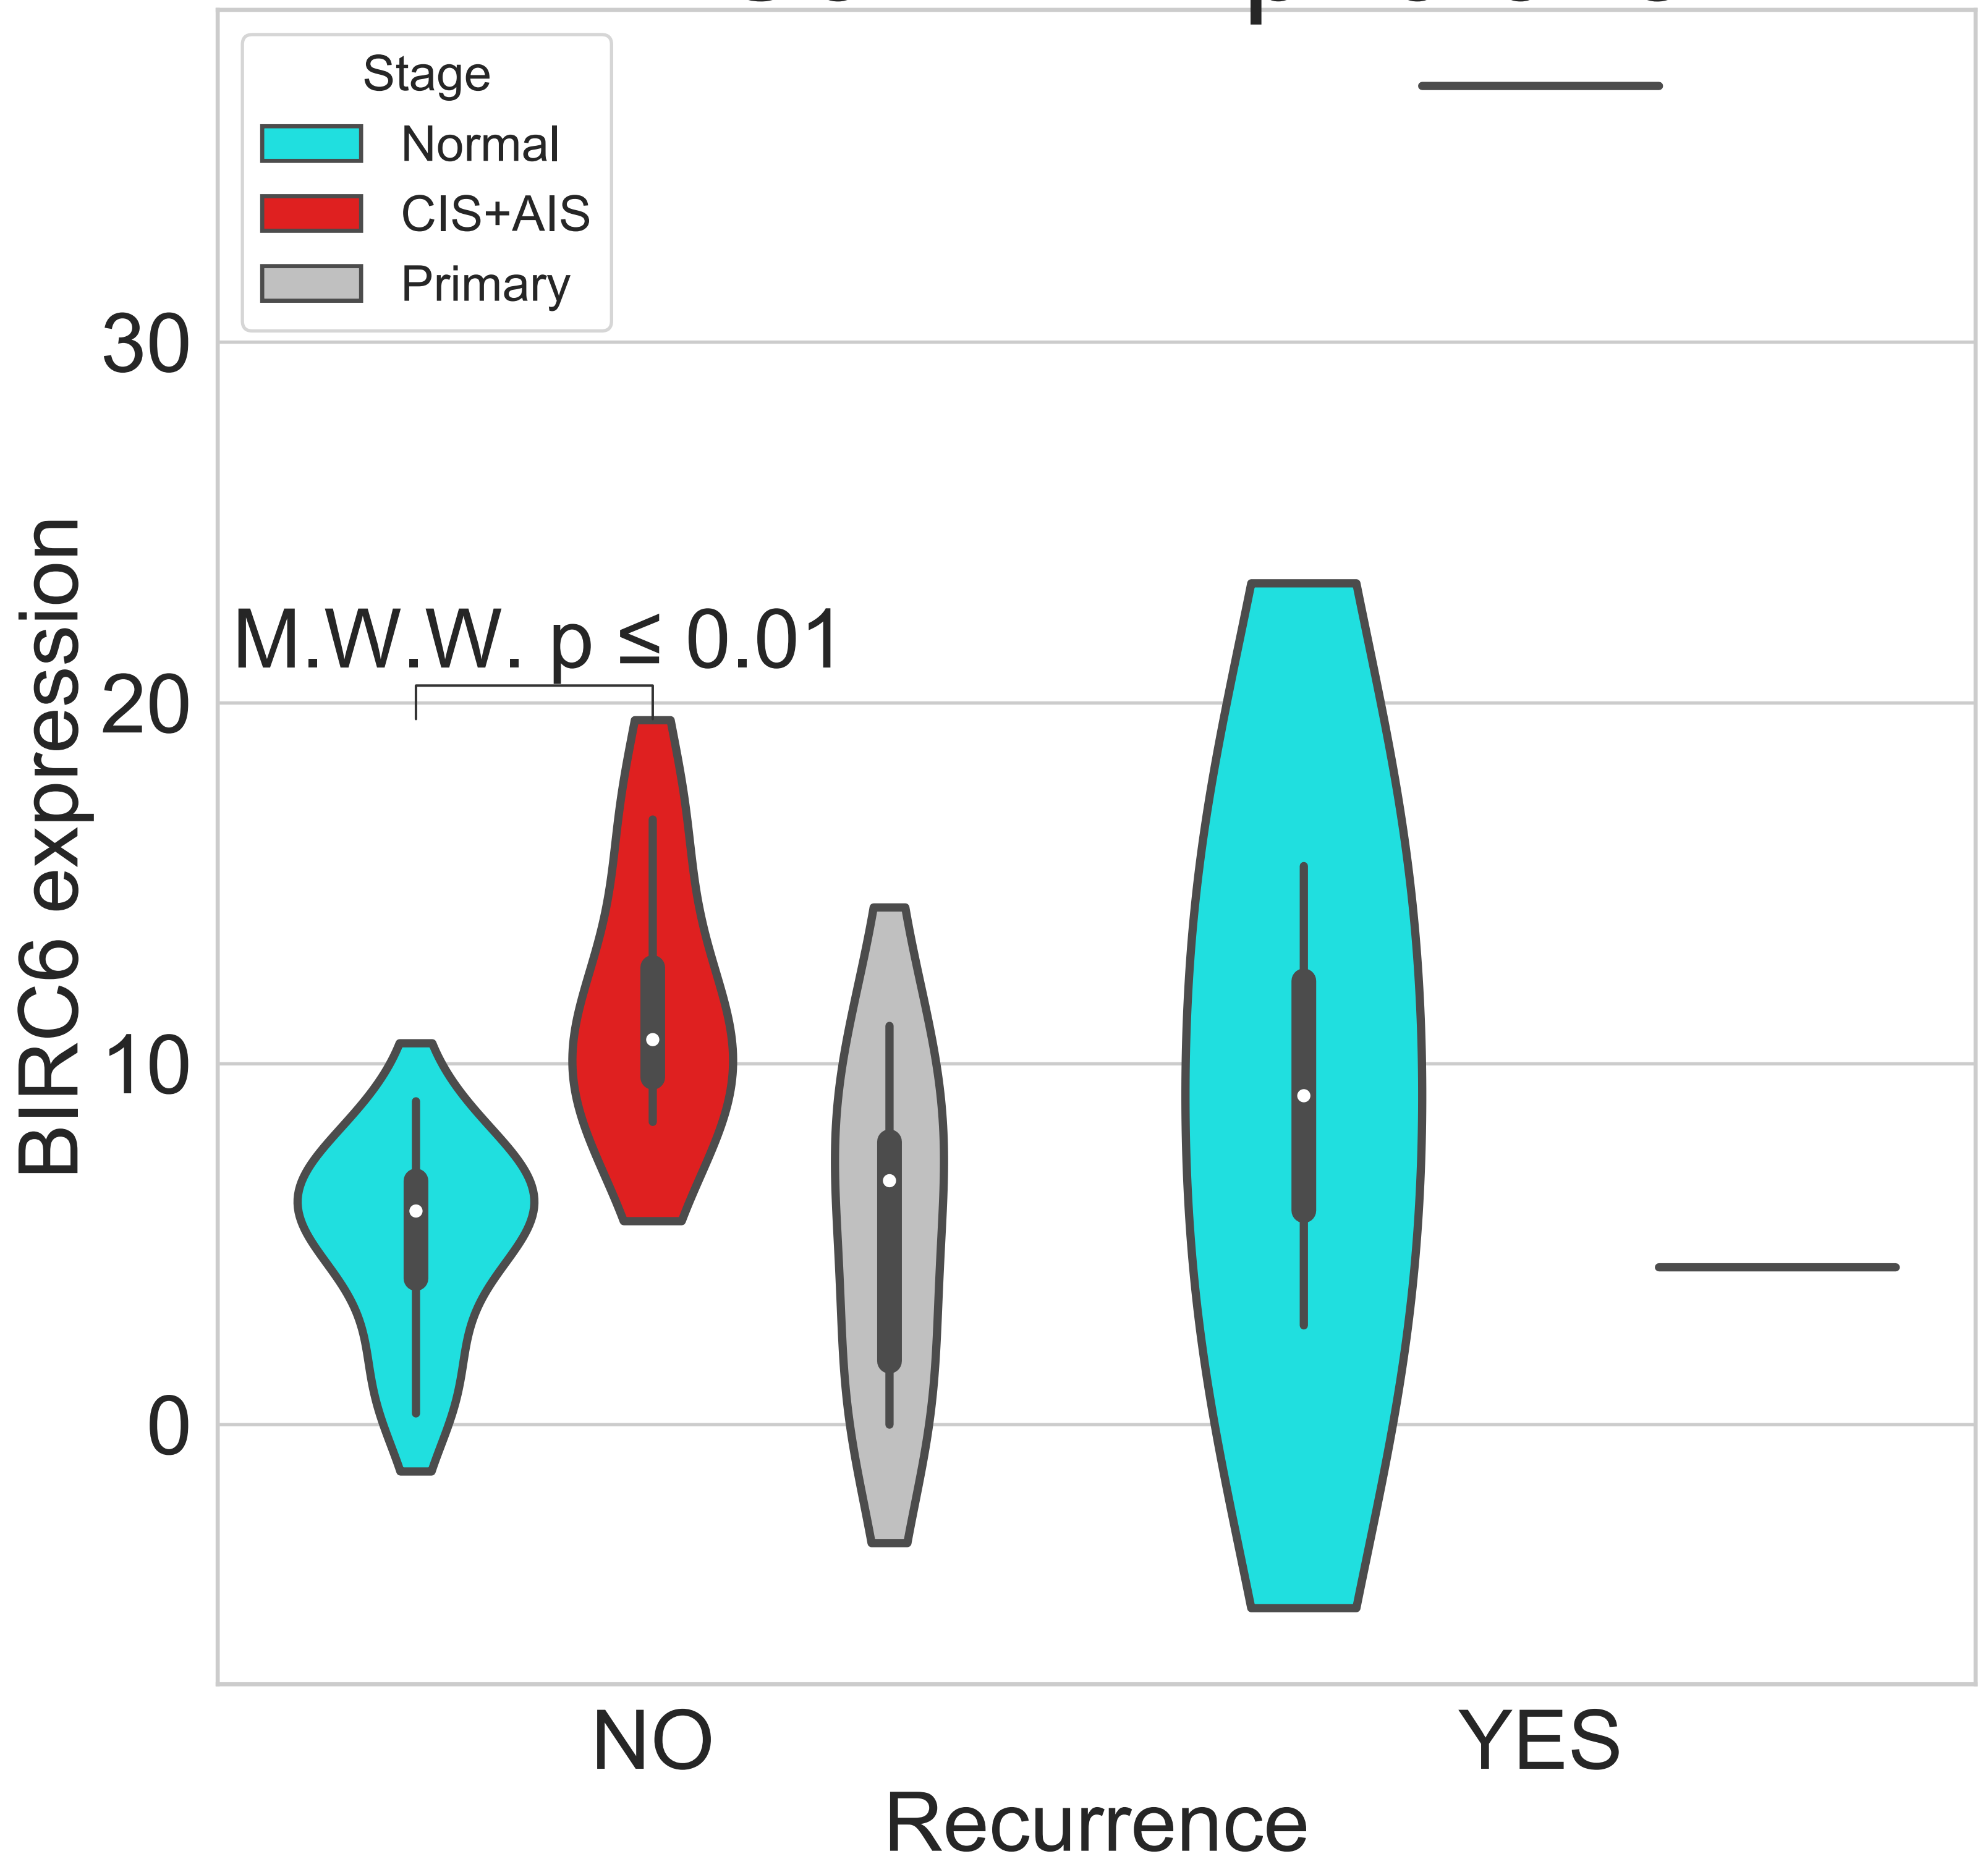 Stage
Normal
CIS+AIS
Primary
30
20
10
0
BIRC6 expression
M.W.W. p ≤ 0.01
NO
YES
Recurrence